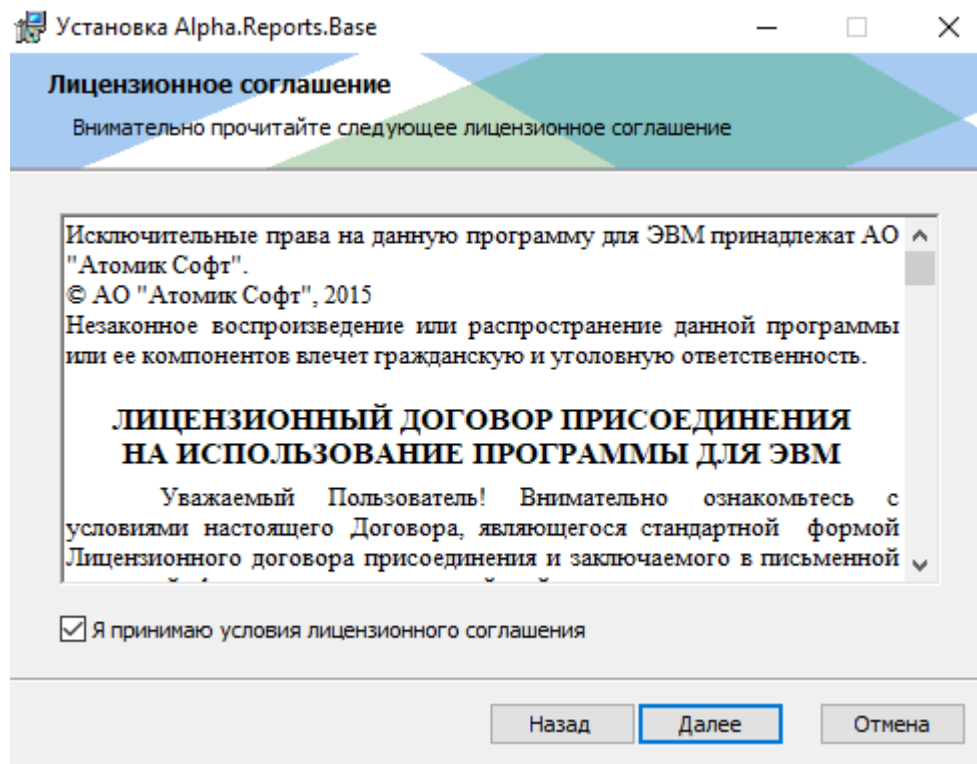 Установка Alpha.Reports.Base
Лицензионное соглашение
Внимательно прочитайте следующее лицензионное соглашение
Исключительные права на данную программу для ЭВМ принадлежат АО
"Атомик Софт".
© АО "Атомик Софт", 2015
Незаконное воспроизведение или распространение данной программы
или ее компонентов влечет гражданскую и уголовную ответственность.
ЛИЦЕНЗИОННЫЙ ДОГОВОР ПРИСОЕДИНЕНИЯ
НА ИСПОЛЬЗОВАНИЕ ПРОГРАММЫ ДЛЯ ЭВМ
Уважаемый Пользователь! Внимательно ознакомьтесь с
условиями настоящего Договора, являющегося стандартной формой
Лицензионного договора присоединения и заключаемого в письменной
Я принимаю условия лицензионного соглашения
Назад Далее Отмена